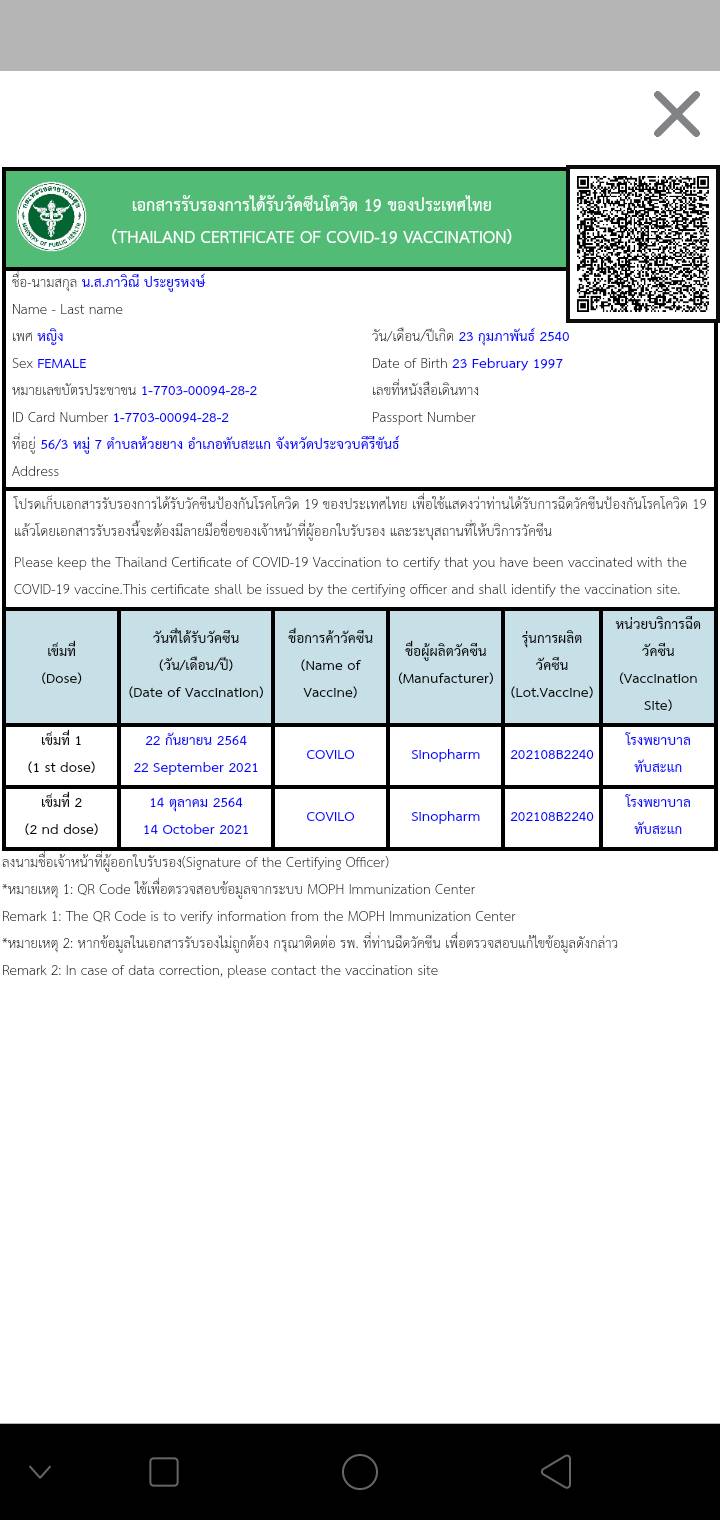 เอกสารรับรองการได้รับวัคซีนโควิด 19 ของประเทศไทย
(THAILAND CERTIFICATE OF COVID-19 VACCINATION)
ชื่อ-นามสกุล น.ส.ภาวิณี ประยูรหงษ์
Name - Last name
เพศ หญิง วัน/เดือน/ปีเกิด 23 กุมภาพันธ์ 2540
Sex FEMALE Date of Birth 23 February 1997
หมายเลขบัตรประชาชน 1-7703-00094-28-2 เลขที่หนังสือเดินทาง
ID Card Number 1-7703-00094-28-2 Passport Number
ที่อยู่ 56/3 หมู่ 7 ตำบลห้วยยาง อำเภอทับสะแก จังหวัดประจวบคีรีขันธ์
Address
โปรดเก็บเอกสารรับรองการได้รับวัคซีนป้องกันโรคโควิด 19 ของประเทศไทย เพื่อใช้แสดงว่าท่านได้รับการฉีดวัคซีนป้องกันโรคโควิด 19
แล้วโดยเอกสารรับรองนี้จะต้องมีลายมือชื่อของเจ้าหน้าที่ผู้ออกใบรับรอง และระบุสถานที่ให้บริการวัคซีน
Please keep the Thailand Certificate of COVID-19 Vaccination to certify that you have been vaccinated with the
COVID-19 vaccine.This certificate shall be issued by the certifying officer and shall identify the vaccination site.
เข็มที่
(Dose)
วันที่ได้รับวัคซีน
(วัน/เดือน/ปี)
(Date of Vaccination)
ชื่อการค้าวัคซีน
(Name of
Vaccine)
ชื่อผู้ผลิตวัคซีน
(Manufacturer)
รุ่นการผลิต
วัคซีน
(Lot.Vaccine)
หน่วยบริการฉีด
วัคซีน
(Vaccination
Site)
เข็มที่ 1
(1 st dose)
22 กันยายน 2564
22 September 2021
COVILO
Sinopharm
202108B2240
โรงพยาบาล
ทับสะแก
เข็มที่ 2
(2 nd dose)
14 ตุลาคม 2564
14 October 2021
COVILO
Sinopharm
202108B2240
โรงพยาบาล
ทับสะแก
ลงนามชื่อเจ้าหน้าที่ผู้ออกใบรับรอง(Signature of the Certifying Officer)
*หมายเหตุ 1: QR Code ใช้เพื่อตรวจสอบข้อมูลจากระบบ MOPH Immunization Center
Remark 1: The QR Code is to verify information from the MOPH Immunization Center
*หมายเหตุ 2: หากข้อมูลในเอกสารรับรองไม่ถูกต้อง กรุณาติดต่อ รพ. ที่ท่านฉีดวัคซีน เพื่อตรวจสอบแก้ไขข้อมูลดังกล่าว
Remark 2: In case of data correction, please contact the vaccination site